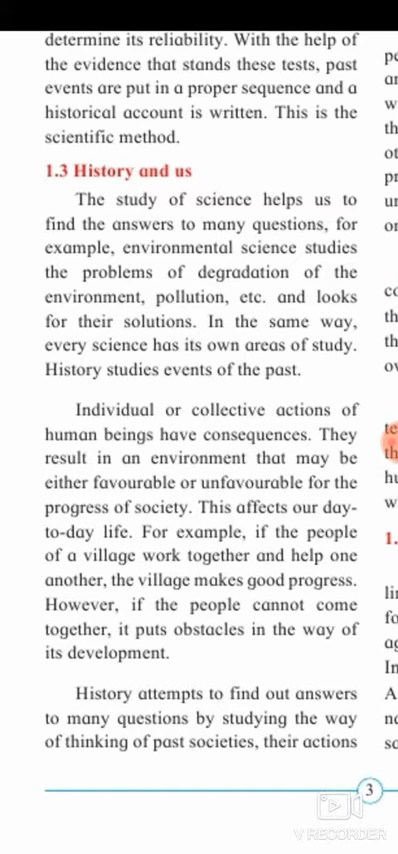 determine its reliability. With the help of
the evidence that stands these tests, past
events are put in a proper sequence and a
historical account is written. This is the
scientific method.
1.3 History and us
The study of science helps us to
find the answers to many questions, for
example, environmental science studies
the problems of degradation of the
environment, pollution, etc. and looks
for their solutions. In the same way,
every science has its own areas of study.
History studies events of the past.
Individual or collective actions of
human beings have consequences. They
result in an environment that may be
either favourable or unfavourable for the
progress of society. This affects our day-
to-day life. For example, if the people
of a village work together and help one
another, the village makes good progress.
However, if the people cannot come
together, it puts obstacles in the way of
its development.
History attempts to find out answers
to many questions by studying the way
of thinking of past societies, their actions
3
V RECORDER